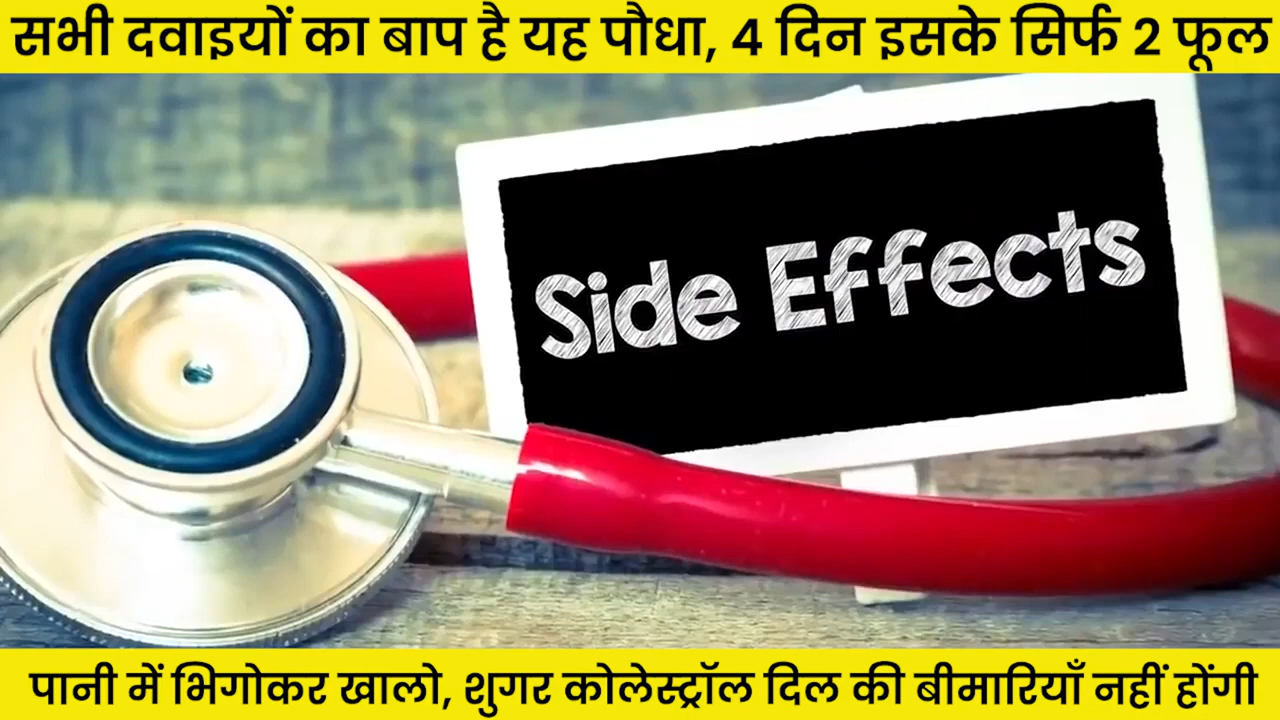 सभी दवाइयों का बाप है यह पौधा, 4 दिन इसके सिर्फ 2 फूल
Side Effects
पानी में भिगोकर खालो, शुगर कोलेस्ट्रॉल दिल की बीमारियाँ नहीं होंगी